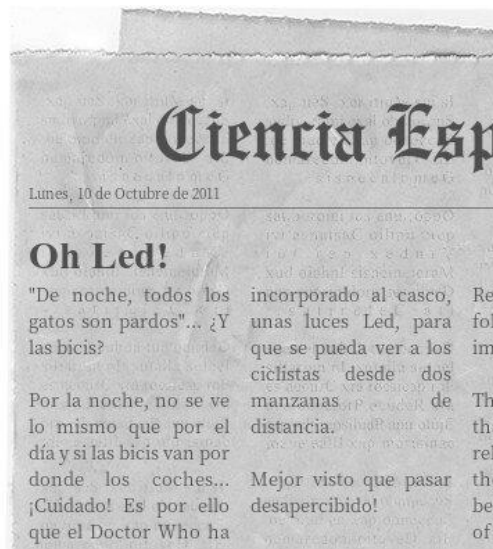 Ciencia Esp
Lunes, 10 de Octubre de 2011
Oh Led!
"De noche, todos los
gatos son pardos"... ¿Y
las bicis?
Por la noche, no se ve
lo mismo que por el
día y si las bicis van por
donde los coches...
¡Cuidado! Es por ello
que el Doctor Who ha
incorporado al casco,
unas luces Led, para
que se pueda ver a los
ciclistas desde dos
manzanas de
distancia.
Mejor visto que pasar
desapercibido!
Re
fol
im
Th
tha
rel
the
be
of